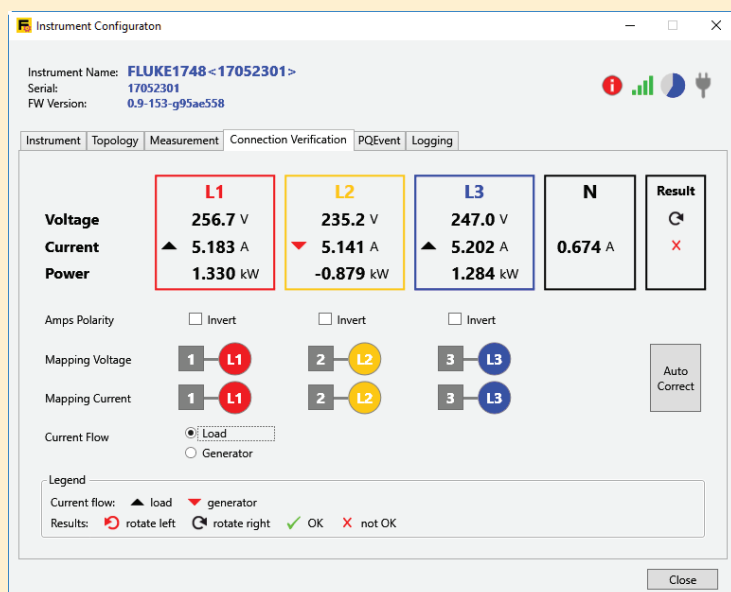 Instrument Configuraton
Instrument Name: FLUKE1748<17052301>
Serial: 17052301
FW Version: 0.9-153-g95ae558
Instrument Topology Measurement Connection Verification PQEvent Logging
L1 L2 L3 N Result
Voltage 256.7 V 235.2 V 247.0 V
Current 5.183 A 5.141 A 5.202 A 0.674 A
Power 1.330 kW -0.879 kW 1.284 kW
Amps Polarity Invert Invert Invert
Mapping Voltage 1 L1 2 L2 3 L3
Mapping Current 1 L1 2 L2 3 L3
Auto
Correct
Current Flow Load
Generator
Legend
Current flow: load generator
Results: rotate left rotate right OK not OK
Close